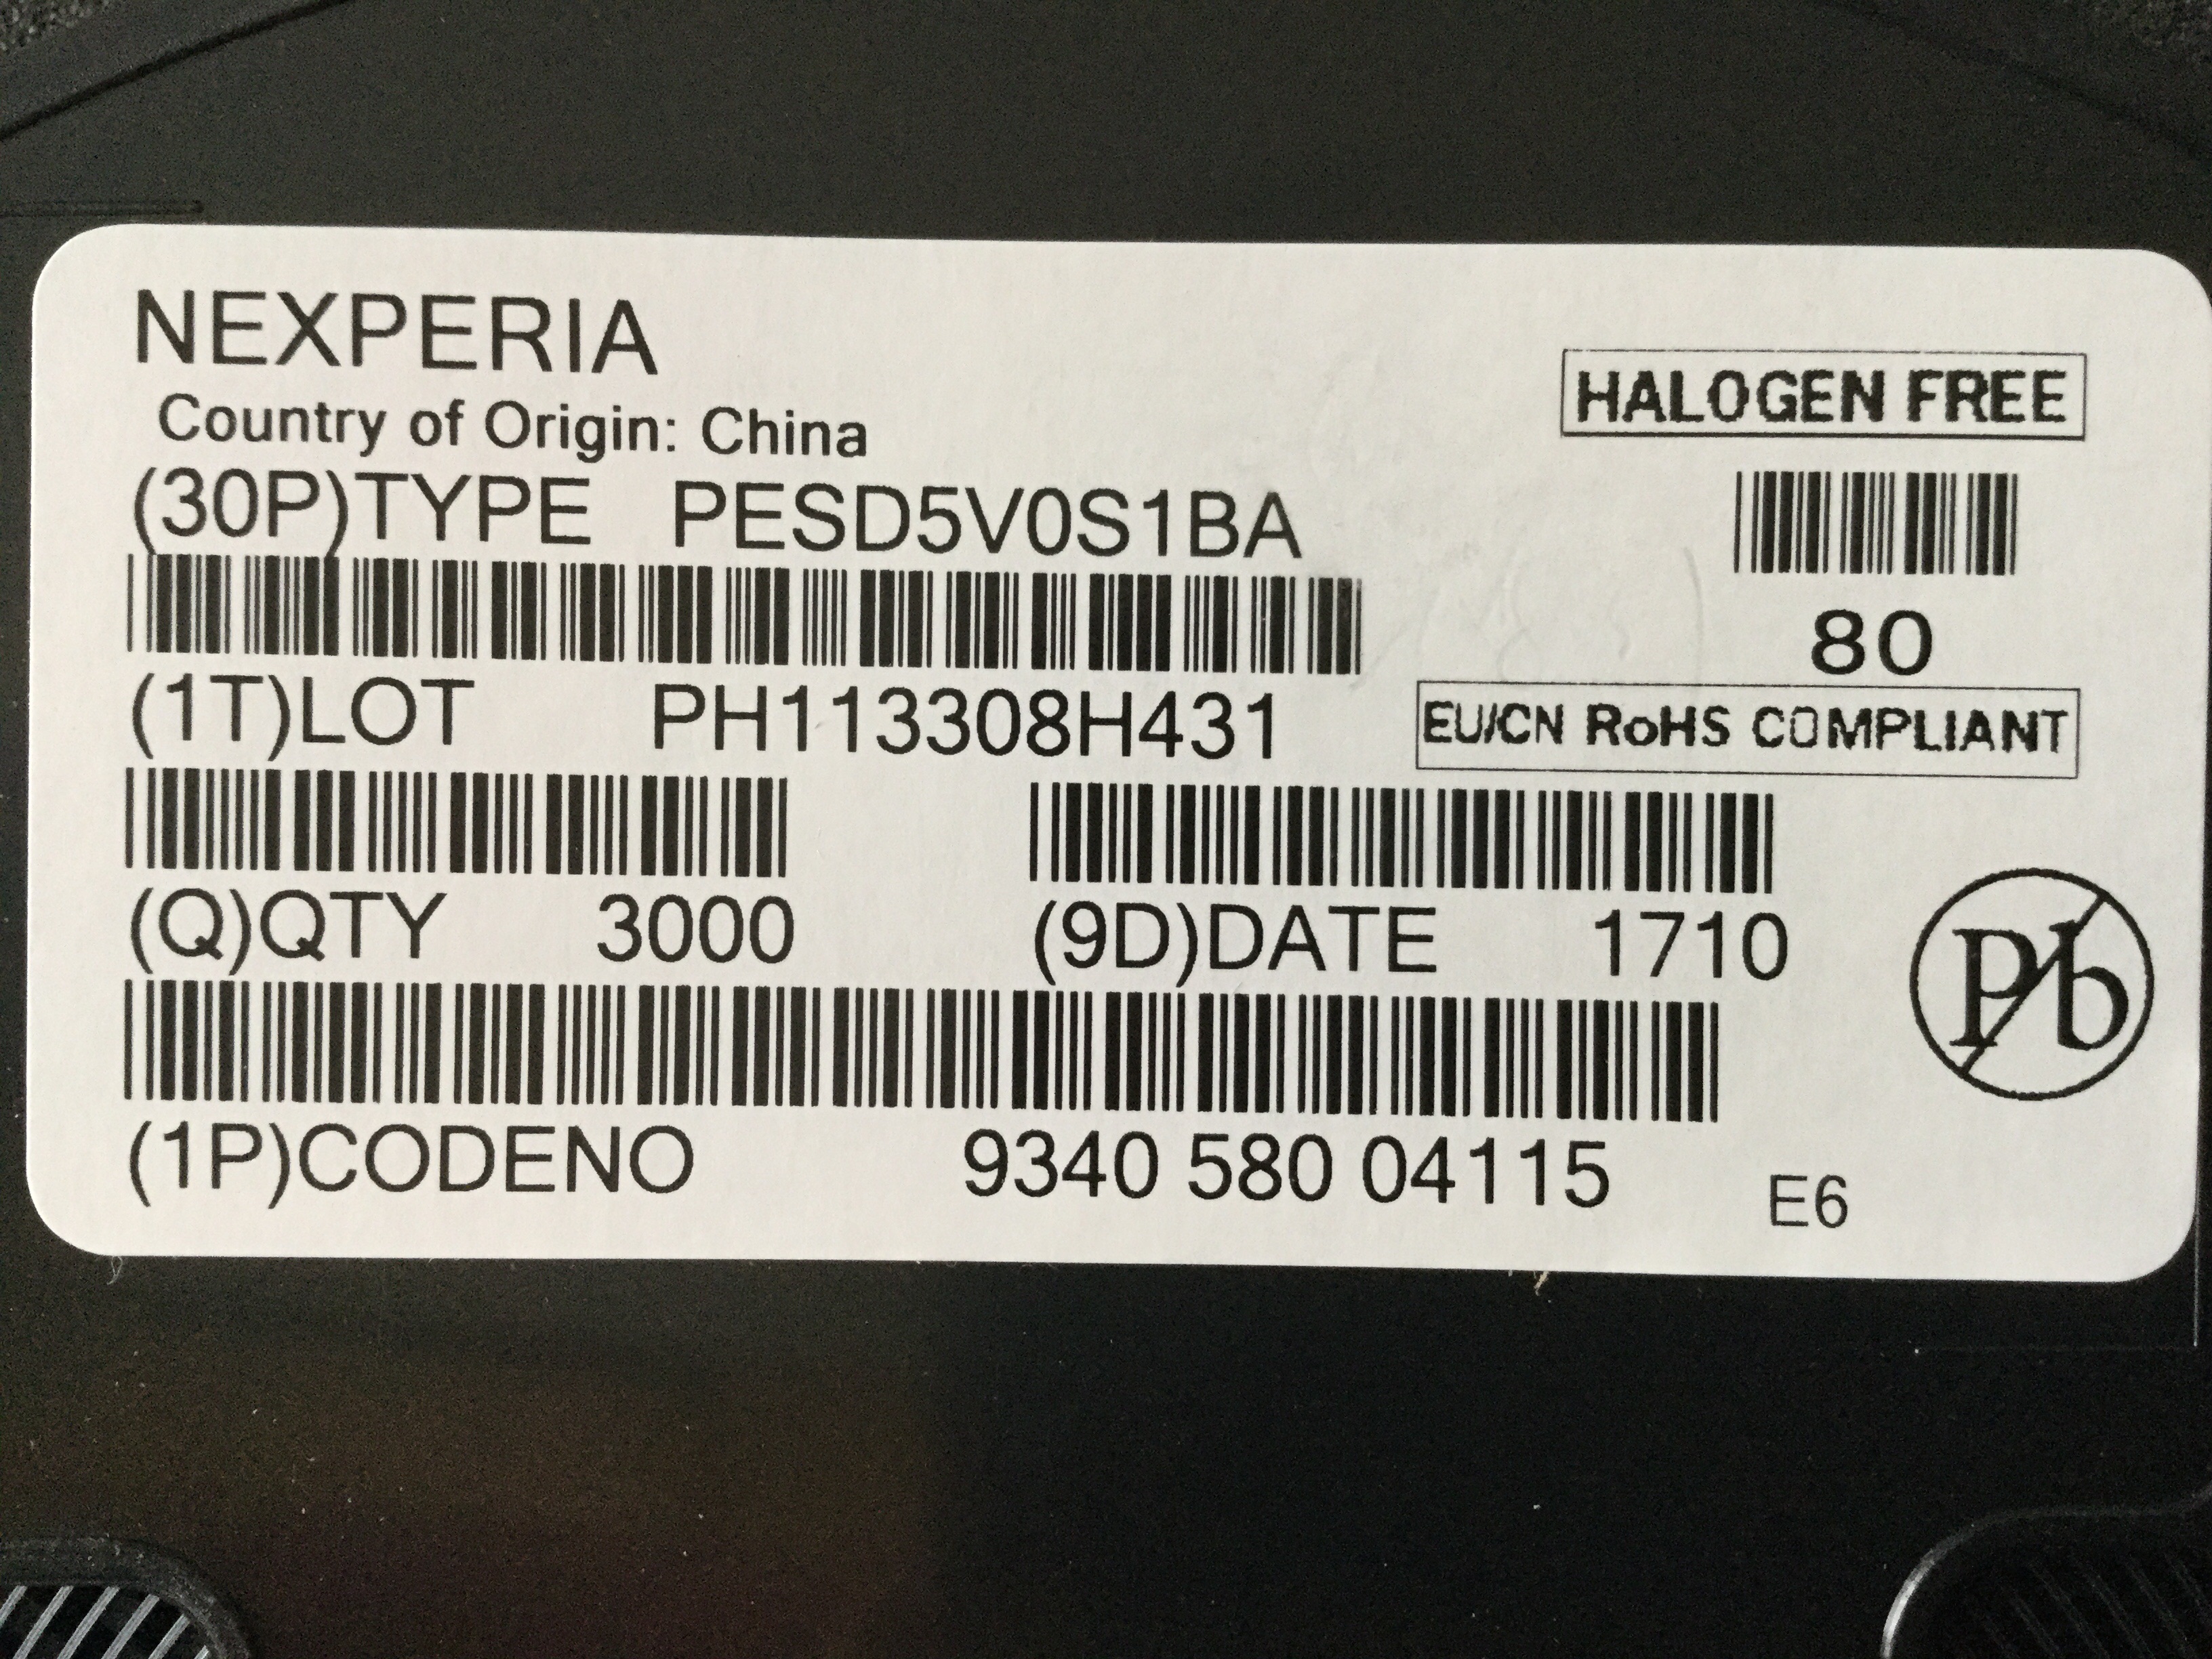 NEXPERIA
Country of Origin: China
HALOGEN FREE
(30P)TYPE PESD5V0S1BA
80
(1T)LOT PH113308H431
EU/CN RoHS COMPLIANT
(Q)QTY 3000 (9D)DATE 1710
Pb
(1P)CODENO 9340 580 04115
E6